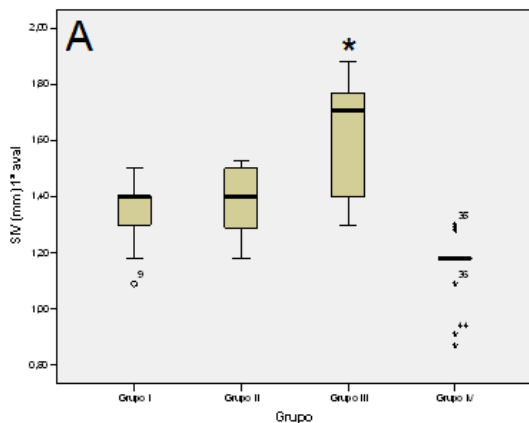 A
*
2,00
1,80
1,60
1,40
1,20
1,00
0,80
SIV (mm) 1ª aval
9
35
36
44
Grupo I
Grupo II
Grupo III
Grupo IV
Grupo